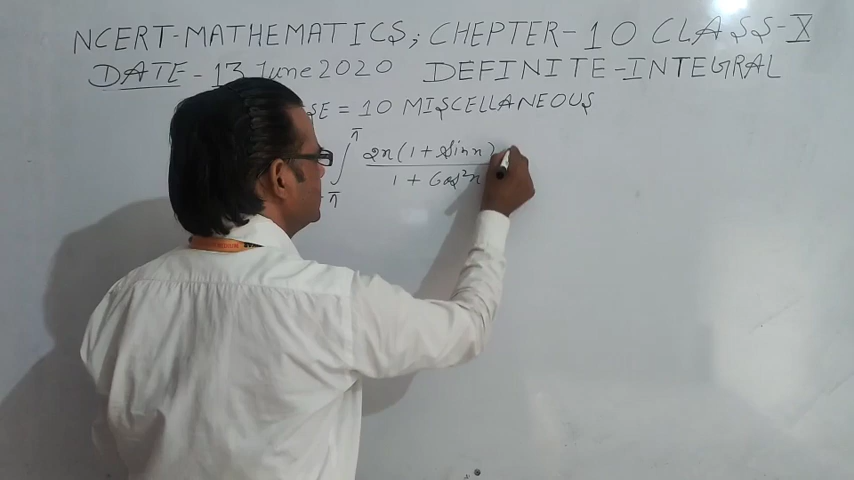 NCERT-MATHEMATICS; CHEPTER-10 CLASS-X
DATE-13 June 2020 DEFINITE-INTEGRAL
SE = 10 MISCELLANEOUS
π
∫ 2x(1+Sinx)
1+Cos²x
-π